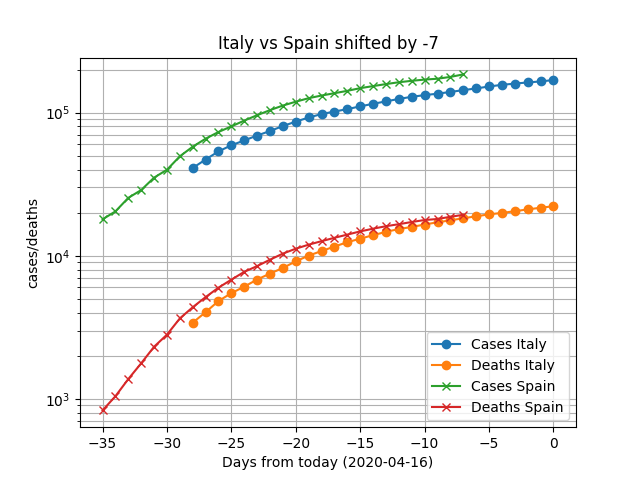 Italy vs Spain shifted by -7
cases/deaths
10^5
10^4
10^3
−35 −30 −25 −20 −15 −10 −5 0
Days from today (2020-04-16)
Cases Italy
Deaths Italy
Cases Spain
Deaths Spain